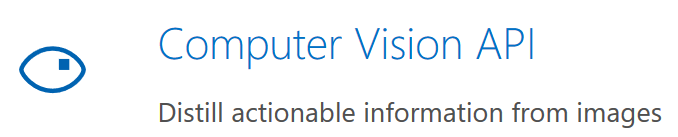 Computer Vision API
Distill actionable information from images